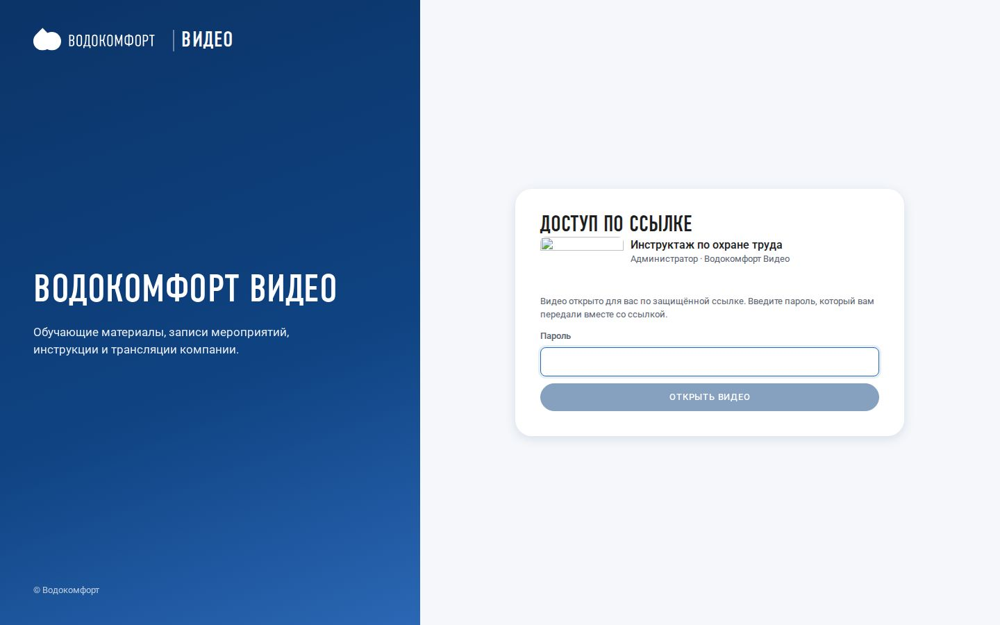 ВОДОКОМФОРТ | ВИДЕО
ВОДОКОМФОРТ ВИДЕО
Обучающие материалы, записи мероприятий,
инструкции и трансляции компании.
© Водокомфорт
ДОСТУП ПО ССЫЛКЕ
Инструктаж по охране труда
Администратор · Водокомфорт Видео
Видео открыто для вас по защищённой ссылке. Введите пароль, который вам
передали вместе со ссылкой.
Пароль
ОТКРЫТЬ ВИДЕО